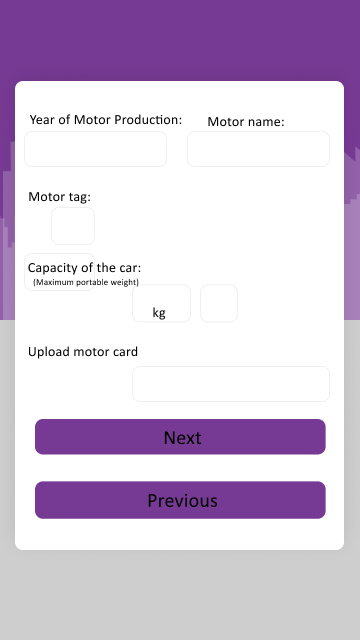 Year of Motor Production:
Motor name:
Motor tag:
Capacity of the car:
(Maximum portable weight)
kg
Upload motor card
Next
Previous